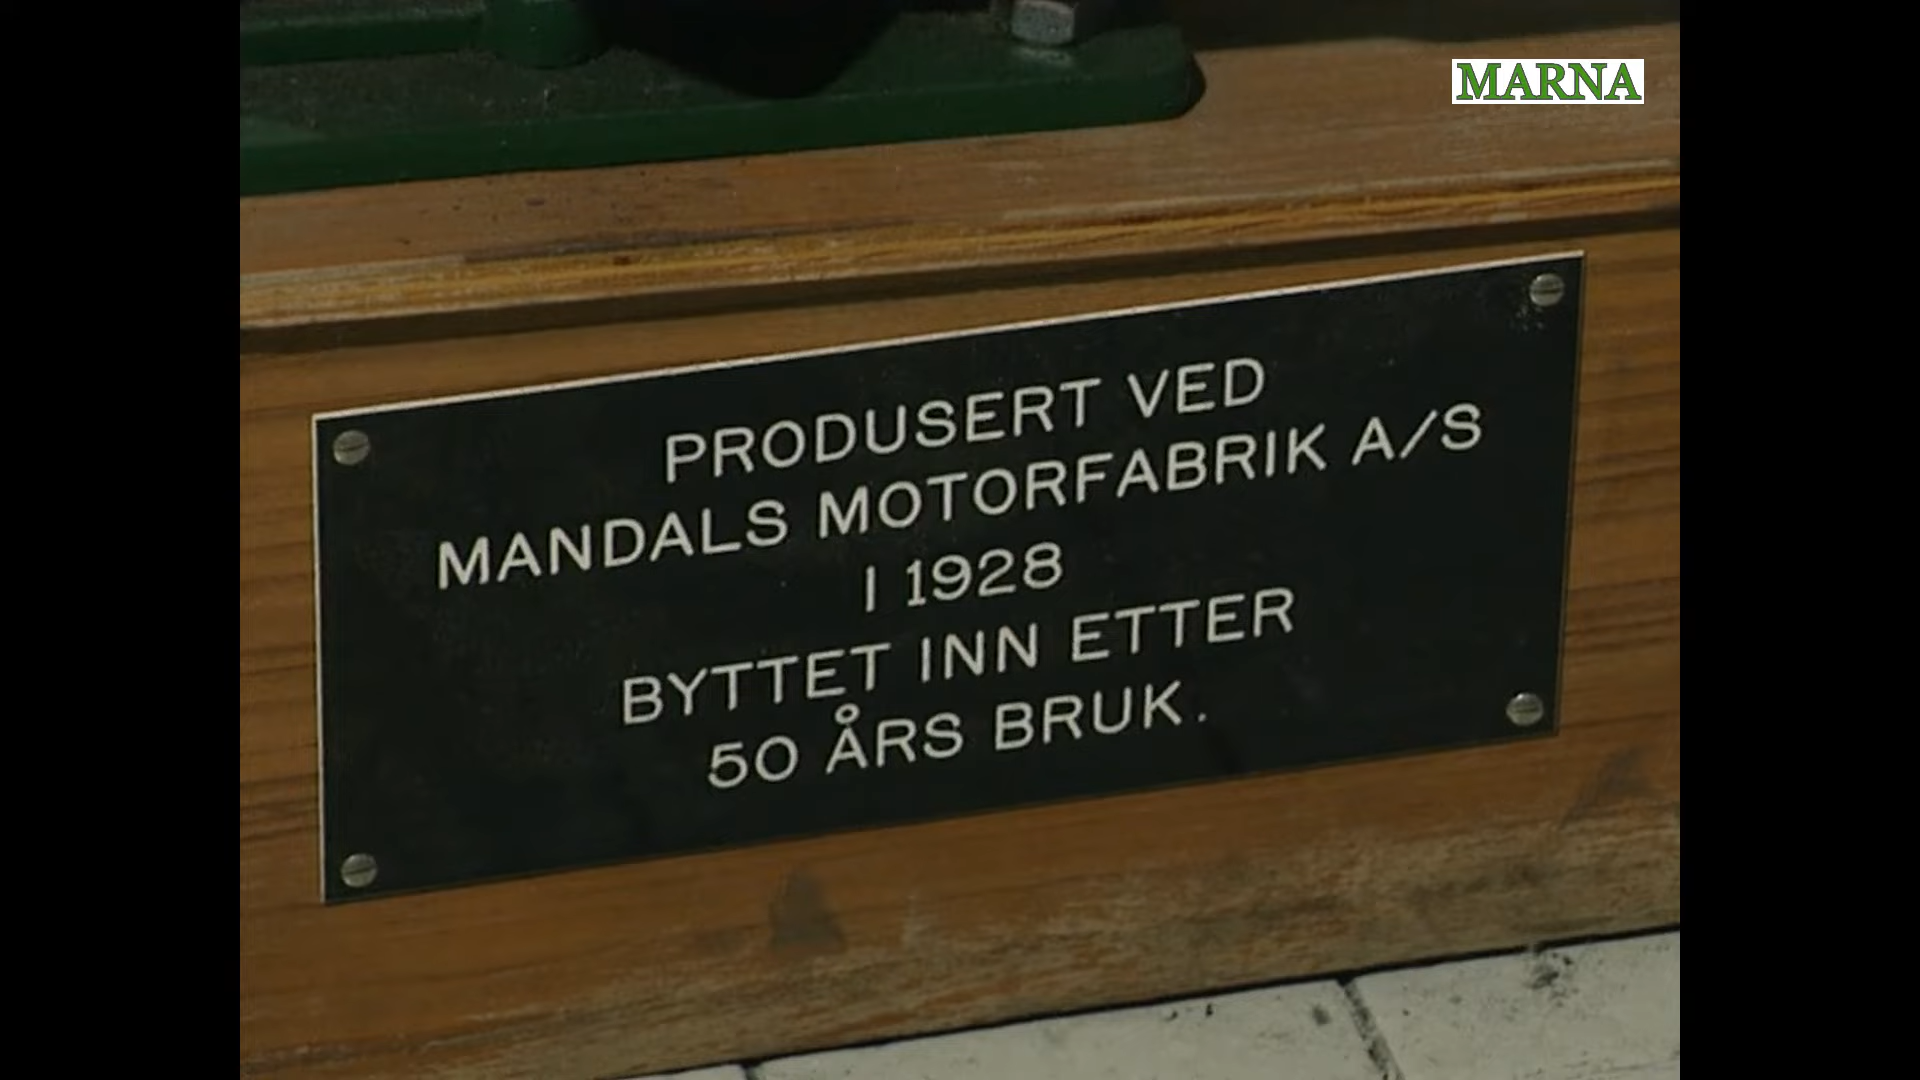 MARNA
PRODUSERT VED
MANDALS MOTORFABRIK A/S
I 1928
BYTTET INN ETTER
50 ÅRS BRUK.